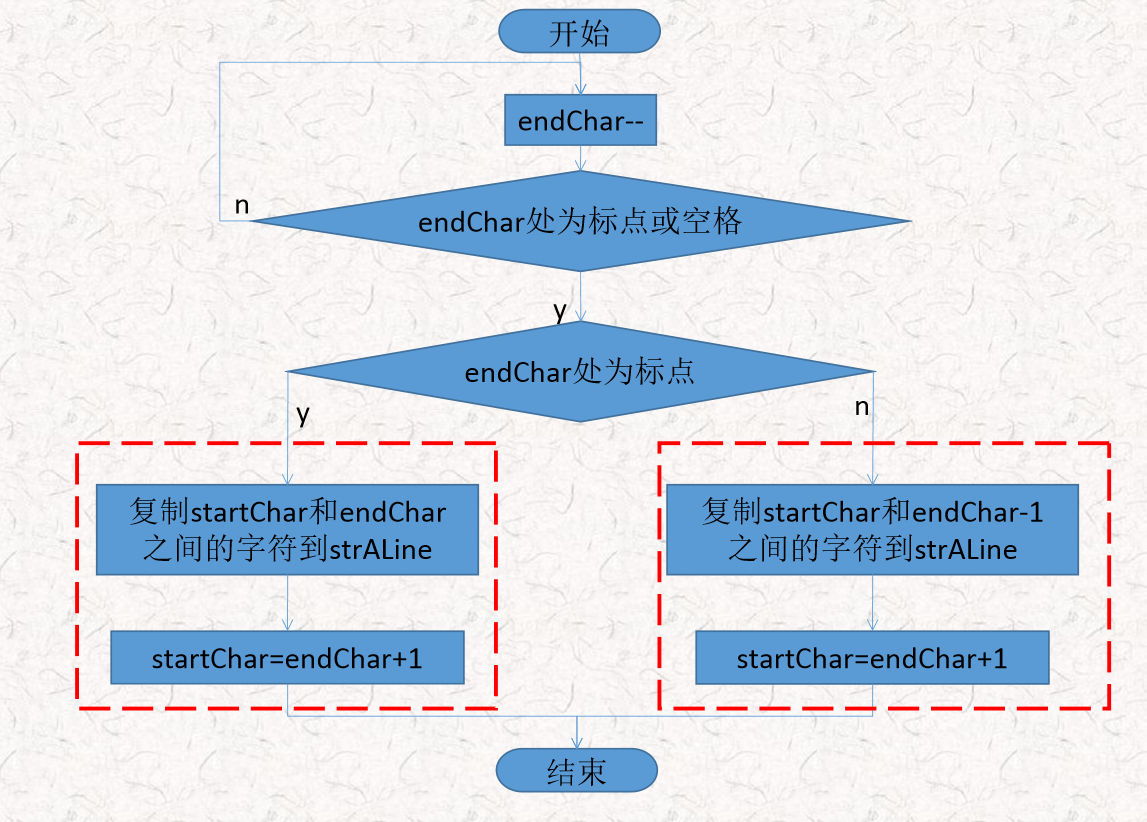 开始
endChar--
n
endChar处为标点或空格
y
endChar处为标点
y
n
复制startChar和endChar
之间的字符到strALine
复制startChar和endChar-1
之间的字符到strALine
startChar=endChar+1
startChar=endChar+1
结束